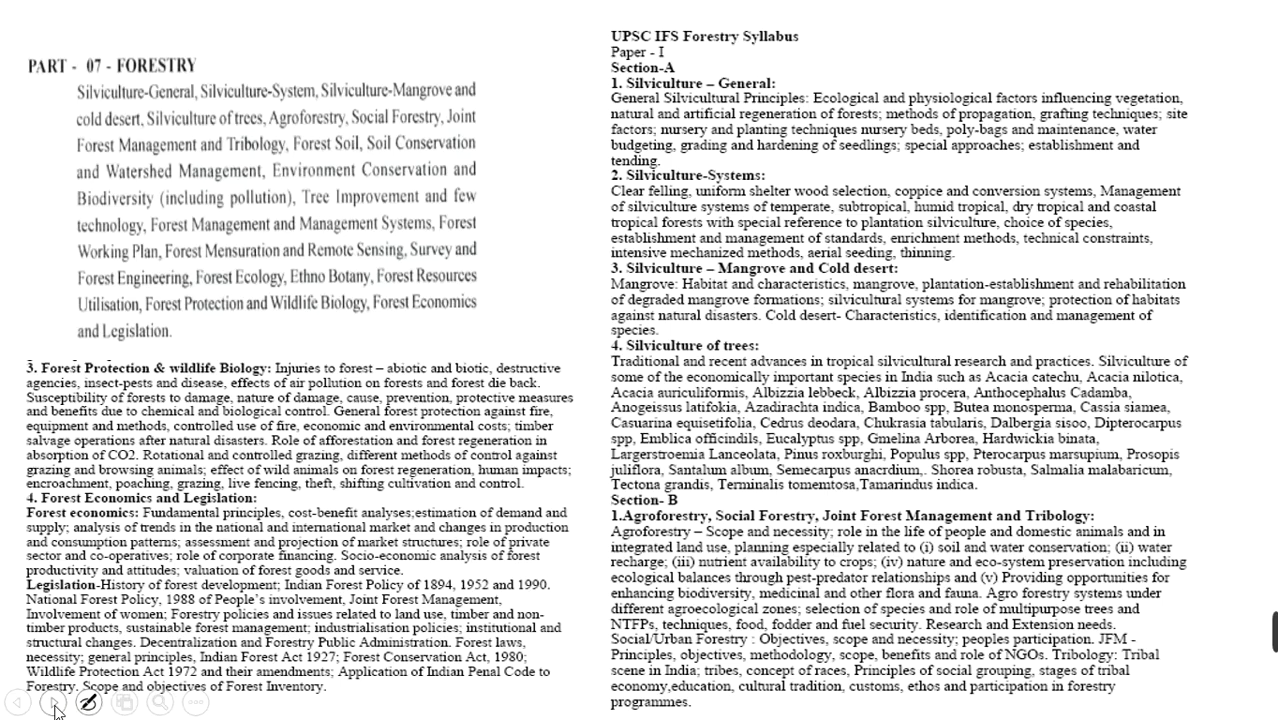 PART - 07 - FORESTRY
Silviculture-General, Silviculture-System, Silviculture-Mangrove and
cold desert, Silviculture of trees, Agroforestry, Social Forestry, Joint
Forest Management and Tribology, Forest Soil, Soil Conservation
and Watershed Management, Environment Conservation and
Biodiversity (including pollution), Tree Improvement and few
technology, Forest Management and Management Systems, Forest
Working Plan, Forest Mensuration and Remote Sensing, Survey and
Forest Engineering, Forest Ecology, Ethno Botany, Forest Resources
Utilisation, Forest Protection and Wildlife Biology, Forest Economics
and Legislation.
3. Forest Protection & wildlife Biology: Injuries to forest – abiotic and biotic, destructive
agencies, insect-pests and disease, effects of air pollution on forests and forest die back.
Susceptibility of forests to damage, nature of damage, cause, prevention, protective measures
and benefits due to chemical and biological control. General forest protection against fire,
equipment and methods, controlled use of fire, economic and environmental costs; timber
salvage operations after natural disasters. Role of afforestation and forest regeneration in
absorption of CO2. Rotational and controlled grazing, different methods of control against
grazing and browsing animals; effect of wild animals on forest regeneration, human impacts;
encroachment, poaching, grazing, live fencing, theft, shifting cultivation and control.
4. Forest Economics and Legislation:
Forest economics: Fundamental principles, cost-benefit analyses;estimation of demand and
supply; analysis of trends in the national and international market and changes in production
and consumption patterns; assessment and projection of market structures; role of private
sector and co-operatives; role of corporate financing. Socio-economic analysis of forest
productivity and attitudes; valuation of forest goods and service.
Legislation-History of forest development; Indian Forest Policy of 1894, 1952 and 1990.
National Forest Policy, 1988 of People's involvement, Joint Forest Management,
Involvement of women; Forestry policies and issues related to land use, timber and non-
timber products, sustainable forest management; industrialisation policies; institutional and
structural changes. Decentralization and Forestry Public Administration. Forest laws,
necessity; general principles, Indian Forest Act 1927; Forest Conservation Act, 1980;
Wildlife Protection Act 1972 and their amendments; Application of Indian Penal Code to
Forestry. Scope and objectives of Forest Inventory.
UPSC IFS Forestry Syllabus
Paper - I
Section-A
1. Silviculture – General:
General Silvicultural Principles: Ecological and physiological factors influencing vegetation,
natural and artificial regeneration of forests; methods of propagation, grafting techniques; site
factors; nursery and planting techniques nursery beds, poly-bags and maintenance, water
budgeting, grading and hardening of seedlings; special approaches; establishment and
tending.
2. Silviculture-Systems:
Clear felling, uniform shelter wood selection, coppice and conversion systems, Management
of silviculture systems of temperate, subtropical, humid tropical, dry tropical and coastal
tropical forests with special reference to plantation silviculture, choice of species,
establishment and management of standards, enrichment methods, technical constraints,
intensive mechanized methods, aerial seeding, thinning.
3. Silviculture – Mangrove and Cold desert:
Mangrove: Habitat and characteristics, mangrove, plantation-establishment and rehabilitation
of degraded mangrove formations; silvicultural systems for mangrove; protection of habitats
against natural disasters. Cold desert- Characteristics, identification and management of
species.
4. Silviculture of trees:
Traditional and recent advances in tropical silvicultural research and practices. Silviculture of
some of the economically important species in India such as Acacia catechu, Acacia nilotica,
Acacia auriculiformis, Albizzia lebbeck, Albizzia procera, Anthocephalus Cadamba,
Anogeissus latifokia, Azadirachta indica, Bamboo spp, Butea monosperma, Cassia siamea,
Casuarina equisetifolia, Cedrus deodara, Chukrasia tabularis, Dalbergia sisoo, Dipterocarpus
spp, Emblica officindils, Eucalyptus spp, Gmelina Arborea, Hardwickia binata,
Largerstroemia Lanceolata, Pinus roxburghi, Populus spp, Pterocarpus marsupium, Prosopis
juliflora, Santalum album, Semecarpus anacrdium,. Shorea robusta, Salmalia malabaricum,
Tectona grandis, Terminalis tomemtosa,Tamarindus indica.
Section- B
1.Agroforestry, Social Forestry, Joint Forest Management and Tribology:
Agroforestry – Scope and necessity; role in the life of people and domestic animals and in
integrated land use, planning especially related to (i) soil and water conservation; (ii) water
recharge; (iii) nutrient availability to crops; (iv) nature and eco-system preservation including
ecological balances through pest-predator relationships and (v) Providing opportunities for
enhancing biodiversity, medicinal and other flora and fauna. Agro forestry systems under
different agroecological zones; selection of species and role of multipurpose trees and
NTFPs, techniques, food, fodder and fuel security. Research and Extension needs.
Social/Urban Forestry : Objectives, scope and necessity; peoples participation. JFM -
Principles, objectives, methodology, scope, benefits and role of NGOs. Tribology: Tribal
scene in India; tribes, concept of races, Principles of social grouping, stages of tribal
economy,education, cultural tradition, customs, ethos and participation in forestry
programmes.